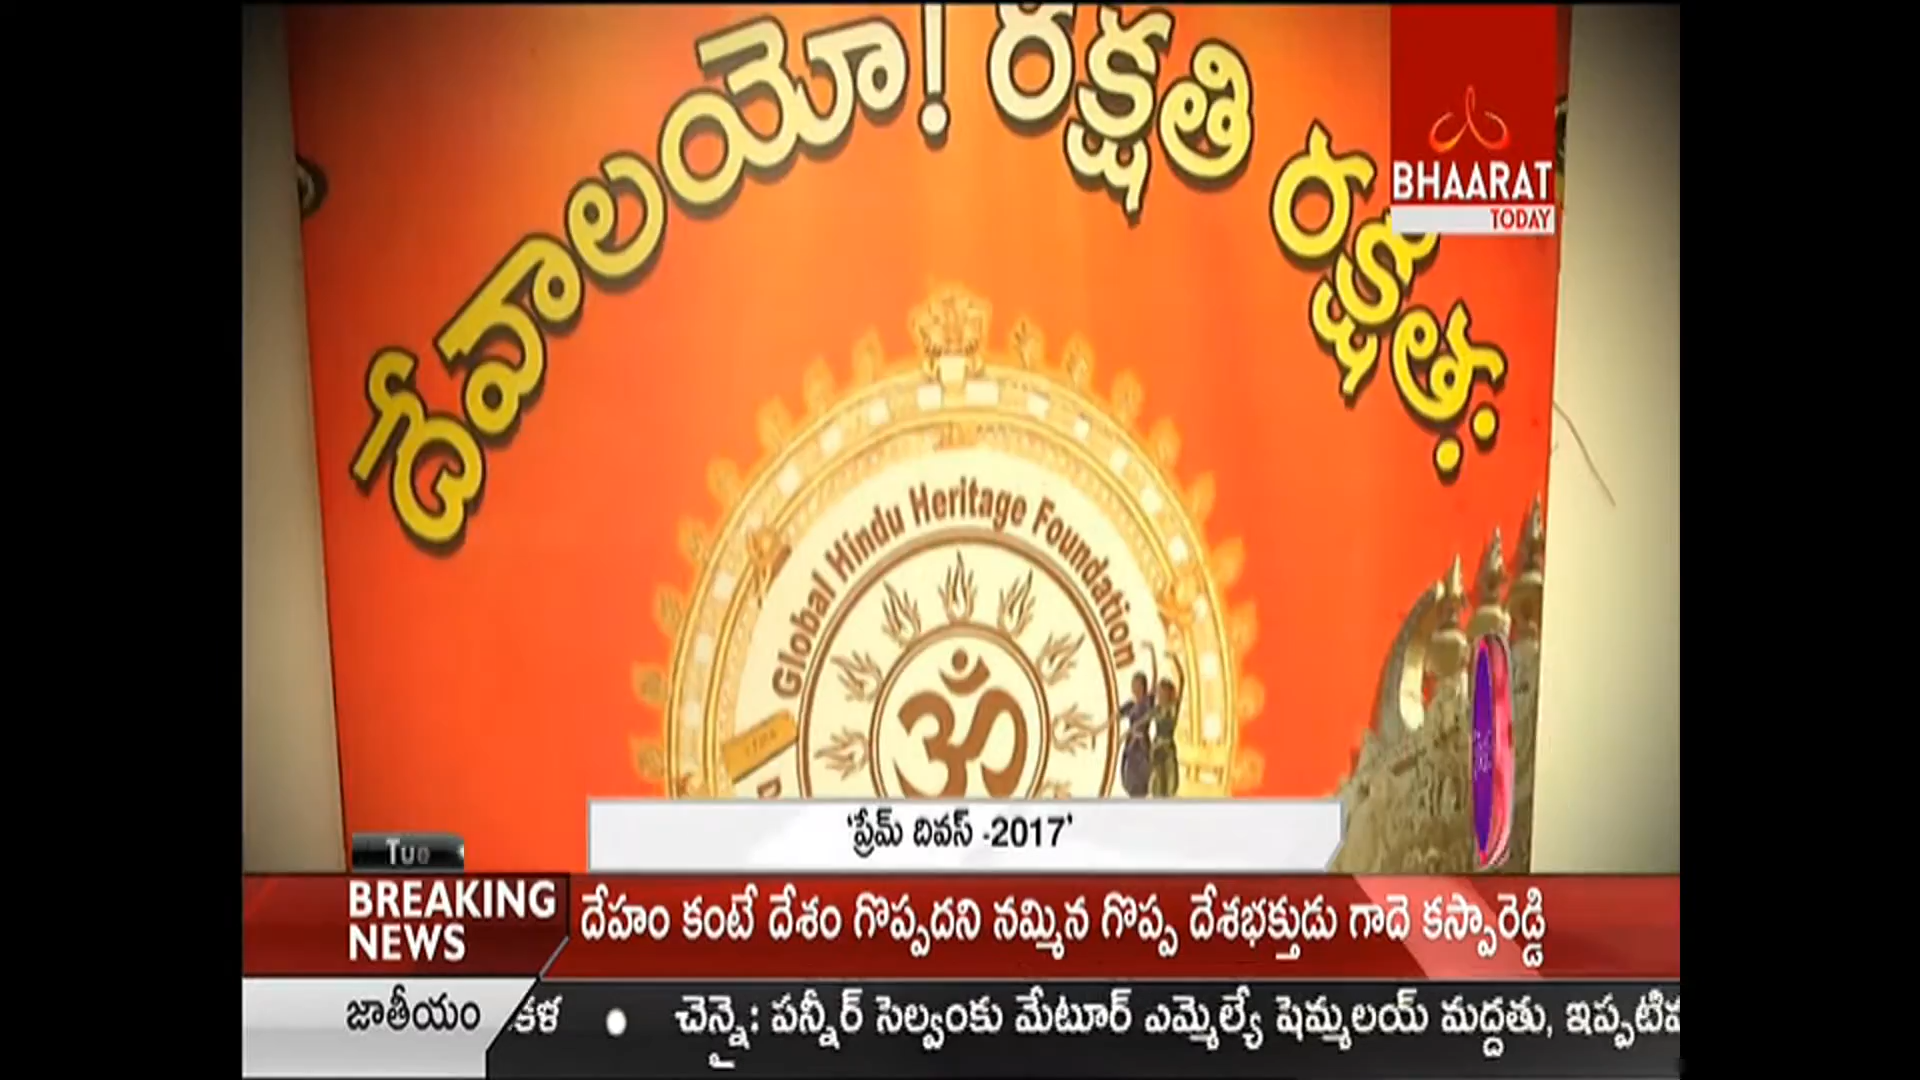 దేవాలయో! రక్షతి రక్షితః
BHAARAT
TODAY
Global Hindu Heritage Foundation
ॐ
'ప్రేమ్ దివస్ -2017'
Tue
BREAKING
NEWS
దేహం కంటే దేశం గొప్పదని నమ్మిన గొప్ప దేశభక్తుడు గాదె కస్పారెడ్డి
జాతీయం
కళ • చెన్నై: పన్నీర్ సెల్వంకు మేటూర్ ఎమ్మెల్యే షెమ్మలయ్ మద్దతు,